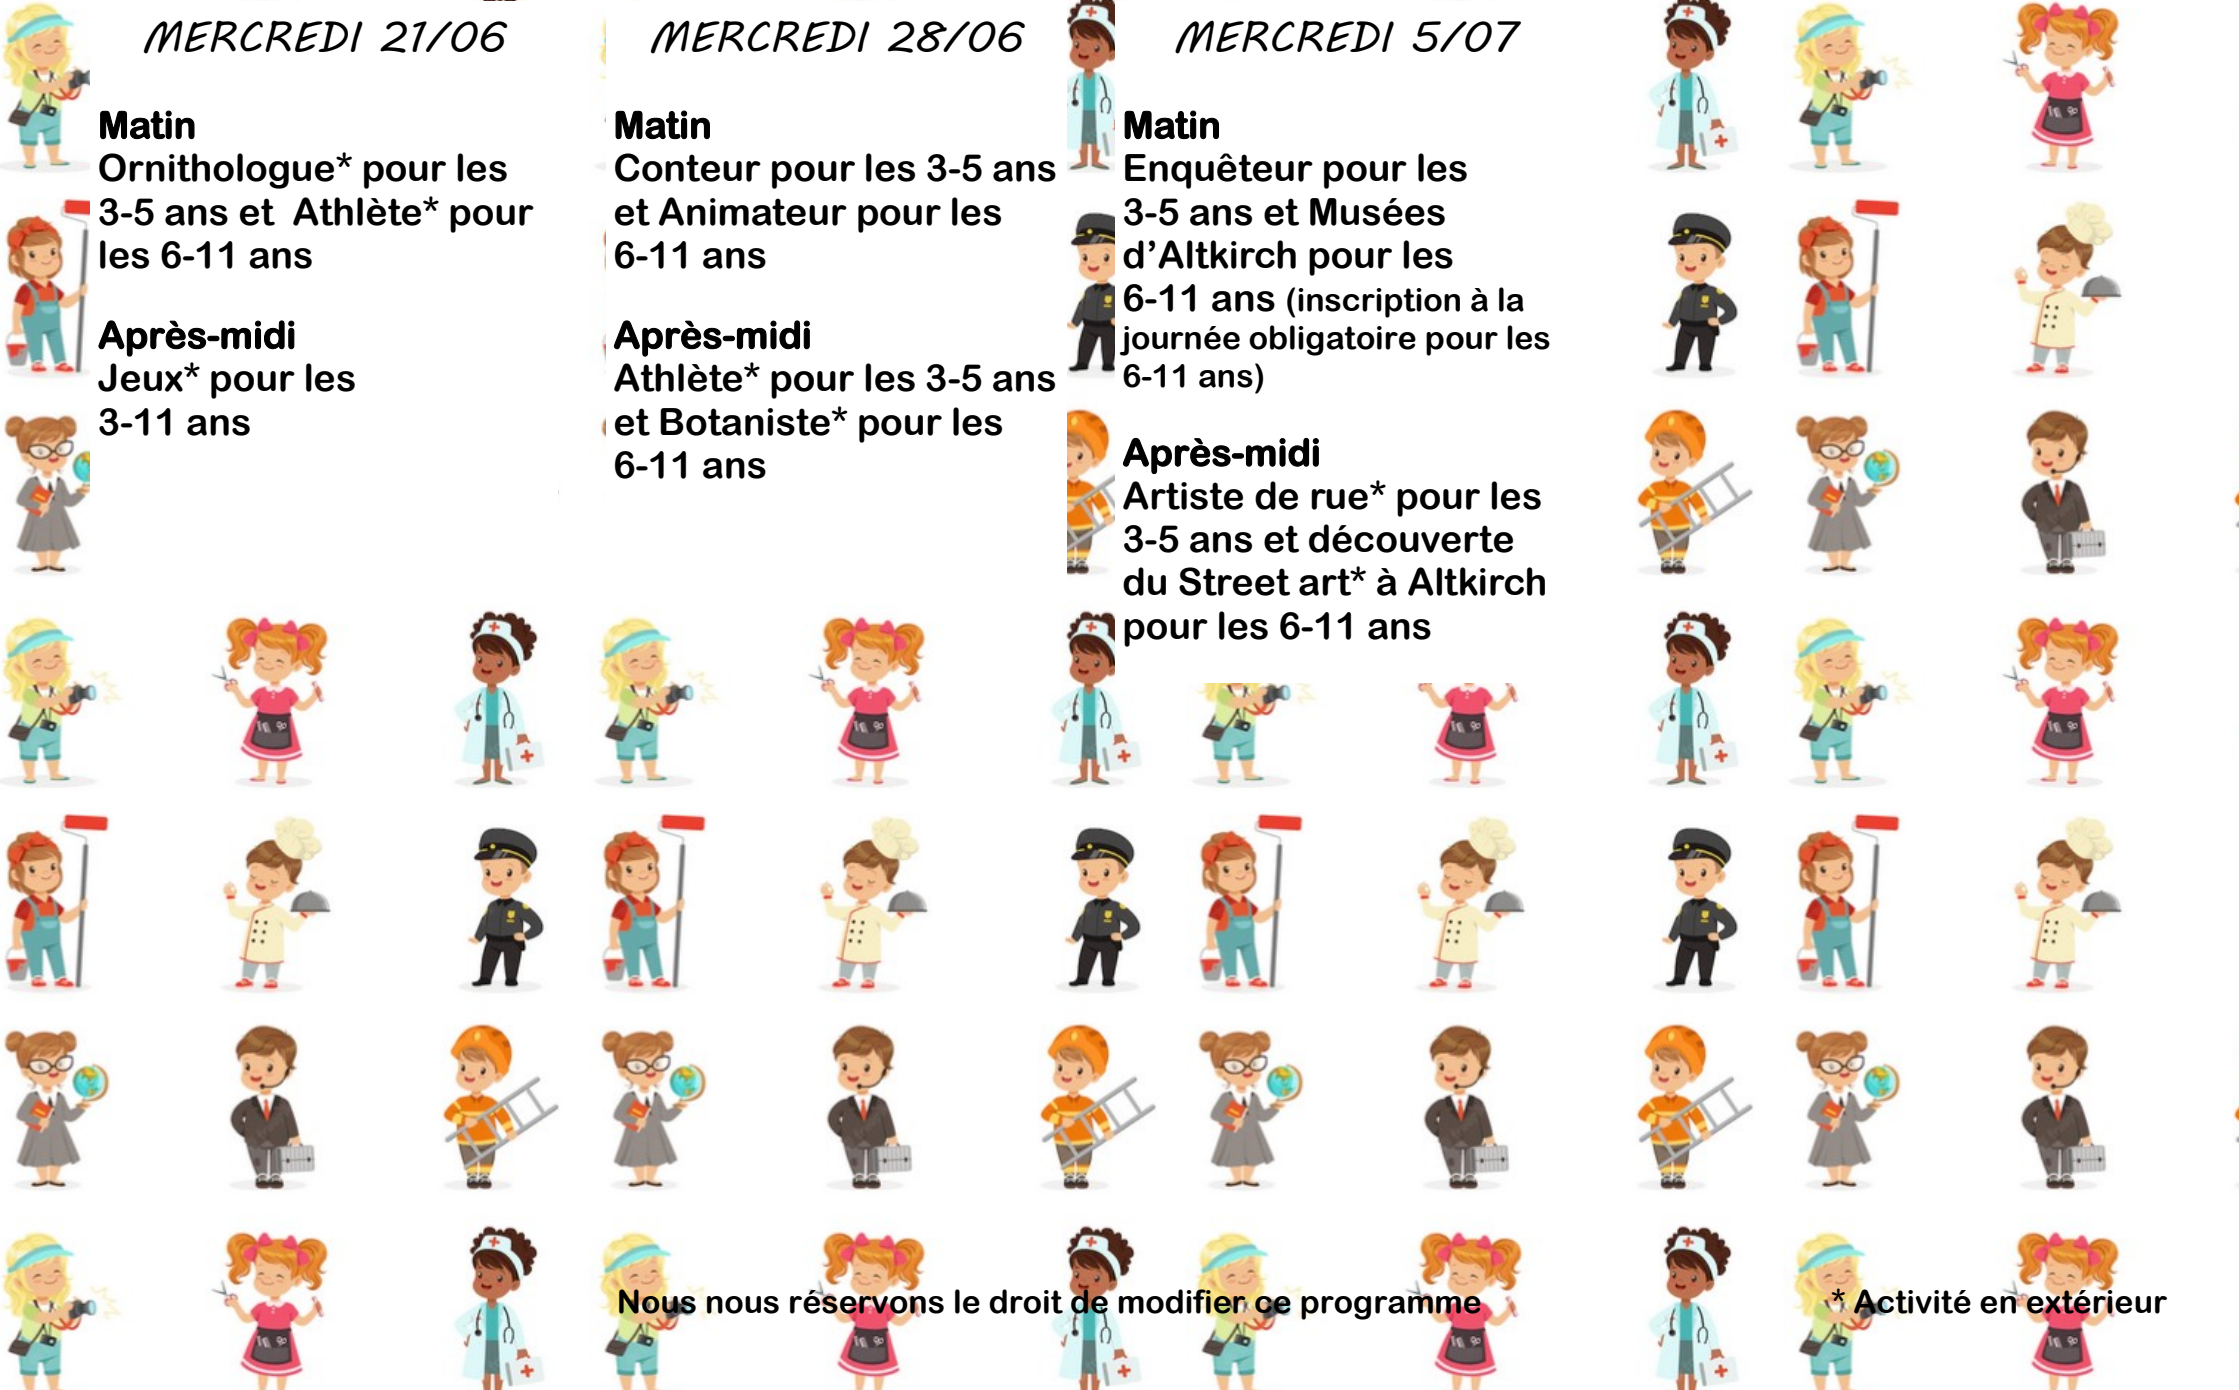 MERCREDI 21/06
Matin
Ornithologue* pour les
3-5 ans et  Athlète* pour
les 6-11 ans
Après-midi
Jeux* pour les
3-11 ans
MERCREDI 28/06
Matin
Conteur pour les 3-5 ans
et Animateur pour les
6-11 ans
Après-midi
Athlète* pour les 3-5 ans
et Botaniste* pour les
6-11 ans
MERCREDI 5/07
Matin
Enquêteur pour les
3-5 ans et Musées
d’Altkirch pour les
6-11 ans (inscription à la
journée obligatoire pour les
6-11 ans)
Après-midi
Artiste de rue* pour les
3-5 ans et découverte
du Street art* à Altkirch
pour les 6-11 ans
Nous nous réservons le droit de modifier ce programme
* Activité en extérieur